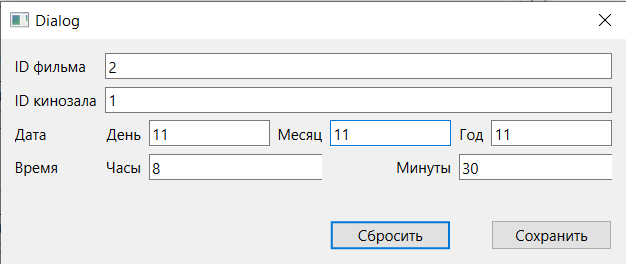 Dialog
ID фильма 2
ID кинозала 1
Дата День 11 Месяц 11 Год 11
Время Часы 8 Минуты 30
Сбросить Сохранить